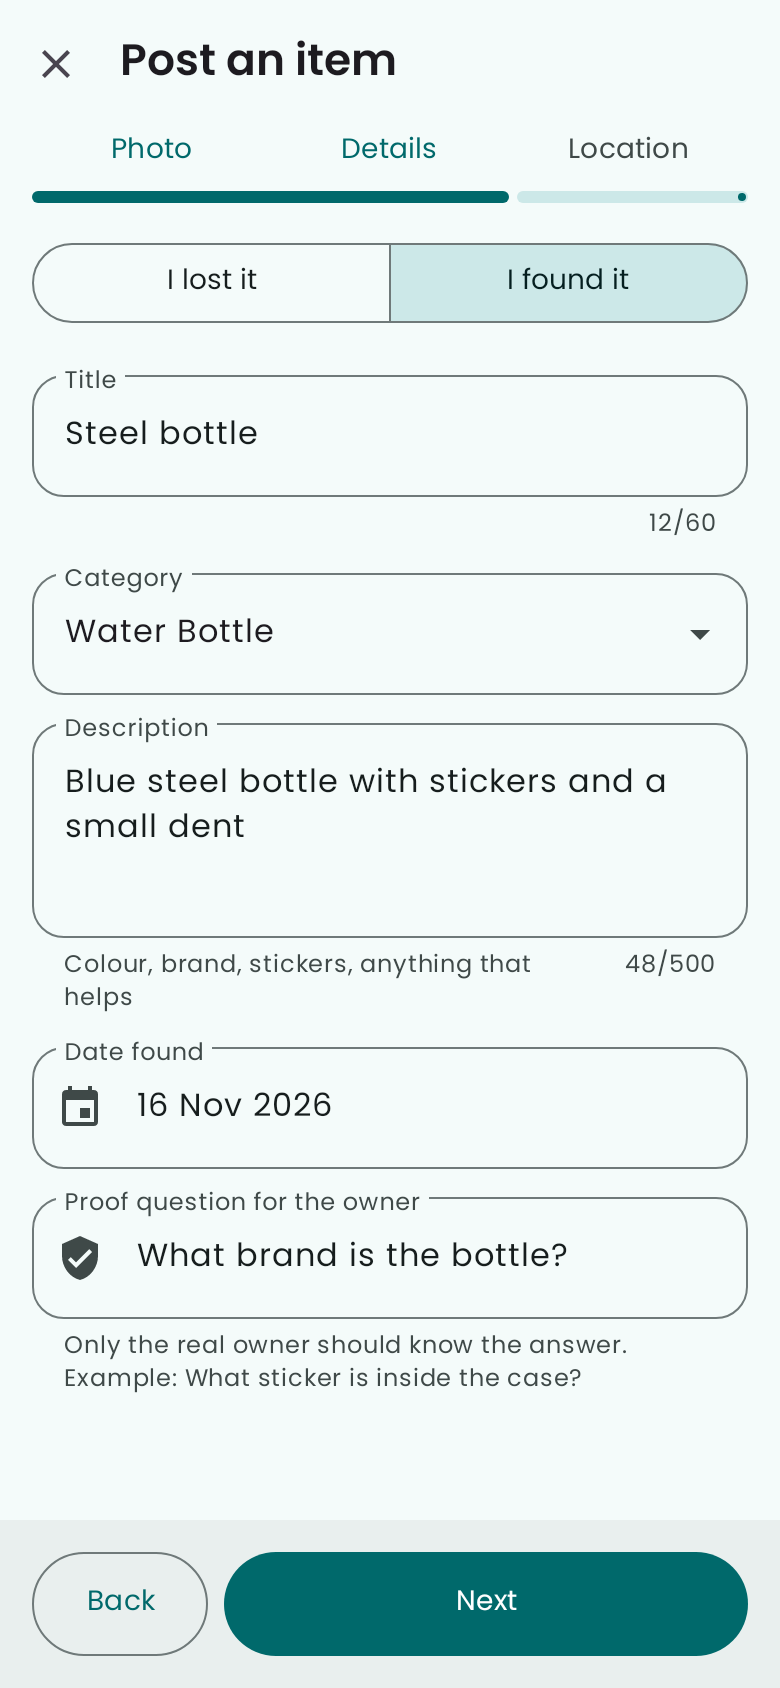 Post an item
Photo
Details
Location
I lost it
I found it
Title
Steel bottle
12/60
Category
Water Bottle
Description
Blue steel bottle with stickers and a
small dent
Colour, brand, stickers, anything that
helps
48/500
Date found
16 Nov 2026
Proof question for the owner
What brand is the bottle?
Only the real owner should know the answer.
Example: What sticker is inside the case?
Back
Next